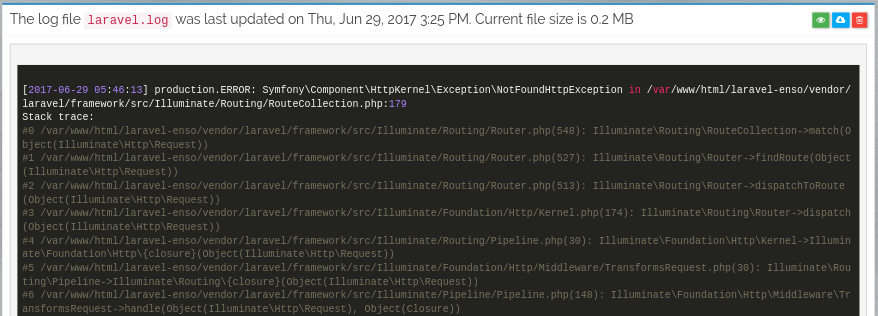 The log file laravel.log was last updated on Thu, Jun 29, 2017 3:25 PM. Current file size is 0.2 MB
[2017-06-29 05:46:13] production.ERROR: Symfony\Component\HttpKernel\Exception\NotFoundHttpException in /var/www/html/laravel-enso/vendor/
laravel/framework/src/Illuminate/Routing/RouteCollection.php:179
Stack trace:
#0 /var/www/html/laravel-enso/vendor/laravel/framework/src/Illuminate/Routing/Router.php(548): Illuminate\Routing\RouteCollection->match(O
bject(Illuminate\Http\Request))
#1 /var/www/html/laravel-enso/vendor/laravel/framework/src/Illuminate/Routing/Router.php(527): Illuminate\Routing\Router->findRoute(Object
(Illuminate\Http\Request))
#2 /var/www/html/laravel-enso/vendor/laravel/framework/src/Illuminate/Routing/Router.php(513): Illuminate\Routing\Router->dispatchToRoute
(Object(Illuminate\Http\Request))
#3 /var/www/html/laravel-enso/vendor/laravel/framework/src/Illuminate/Foundation/Http/Kernel.php(174): Illuminate\Routing\Router->dispatch
(Object(Illuminate\Http\Request))
#4 /var/www/html/laravel-enso/vendor/laravel/framework/src/Illuminate/Routing/Pipeline.php(30): Illuminate\Foundation\Http\Kernel->Illumin
ate\Foundation\Http\{closure}(Object(Illuminate\Http\Request))
#5 /var/www/html/laravel-enso/vendor/laravel/framework/src/Illuminate/Foundation/Http/Middleware/TransformsRequest.php(30): Illuminate\Rou
ting\Pipeline->Illuminate\Routing\{closure}(Object(Illuminate\Http\Request))
#6 /var/www/html/laravel-enso/vendor/laravel/framework/src/Illuminate/Pipeline/Pipeline.php(148): Illuminate\Foundation\Http\Middleware\Tr
ansformsRequest->handle(Object(Illuminate\Http\Request), Object(Closure))